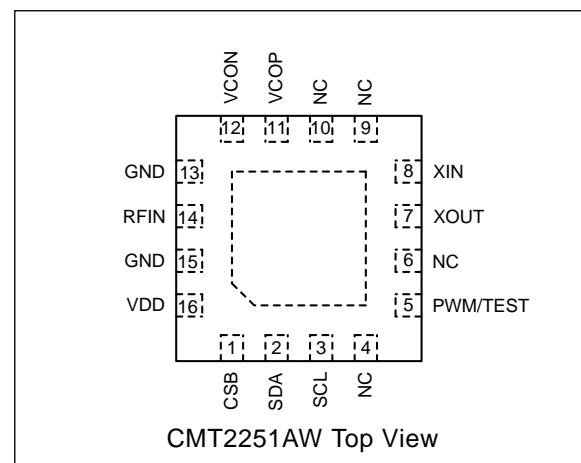 VCON VCOP NC NC
12 11 10 9
GND 13 8 XIN
RFIN 14 7 XOUT
GND 15 6 NC
VDD 16 5 PWM/TEST
1 2 3 4
CSB SDA SCL NC
CMT2251AW Top View